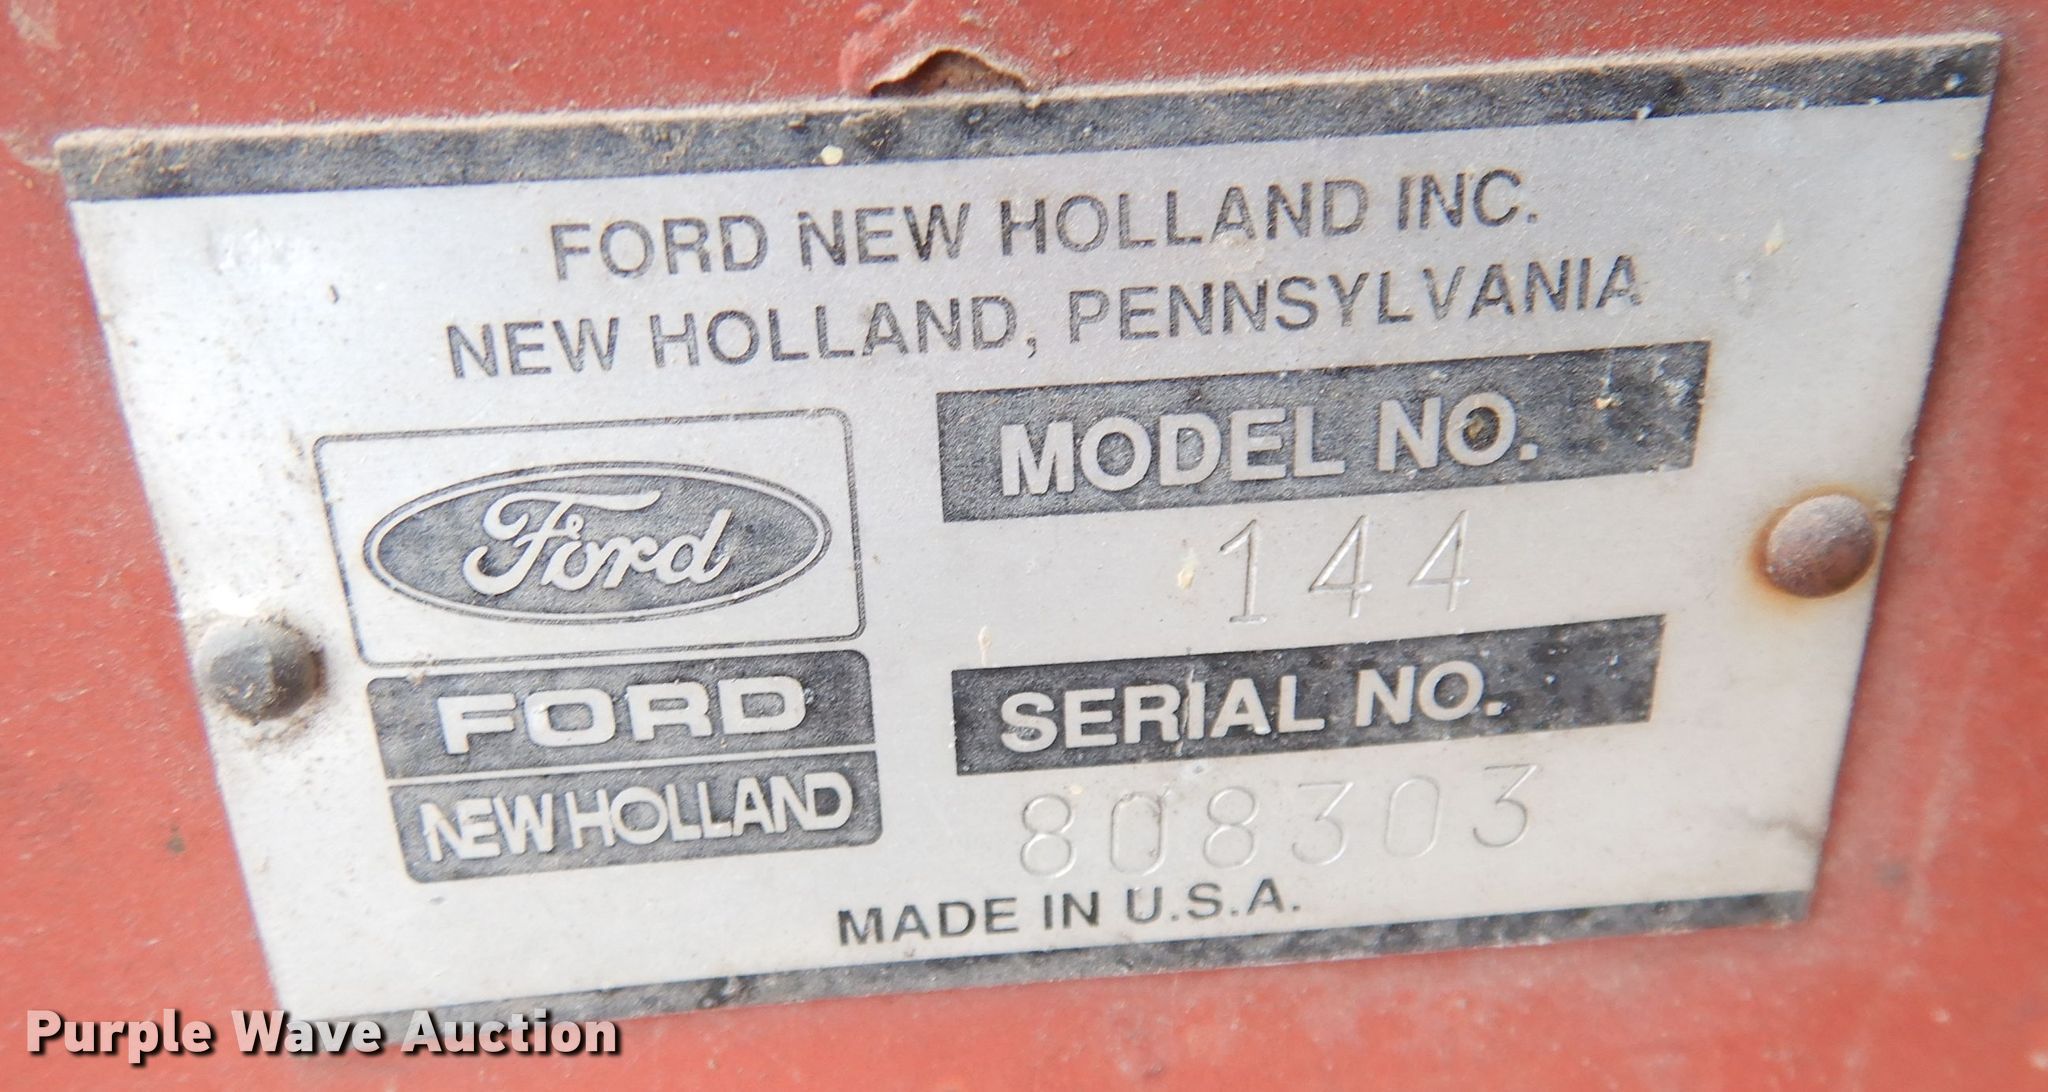 FORD NEW HOLLAND INC.
NEW HOLLAND, PENNSYLVANIA
Ford
FORD
NEW HOLLAND
MODEL NO.
144
SERIAL NO.
808303
MADE IN U.S.A.
Purple Wave Auction